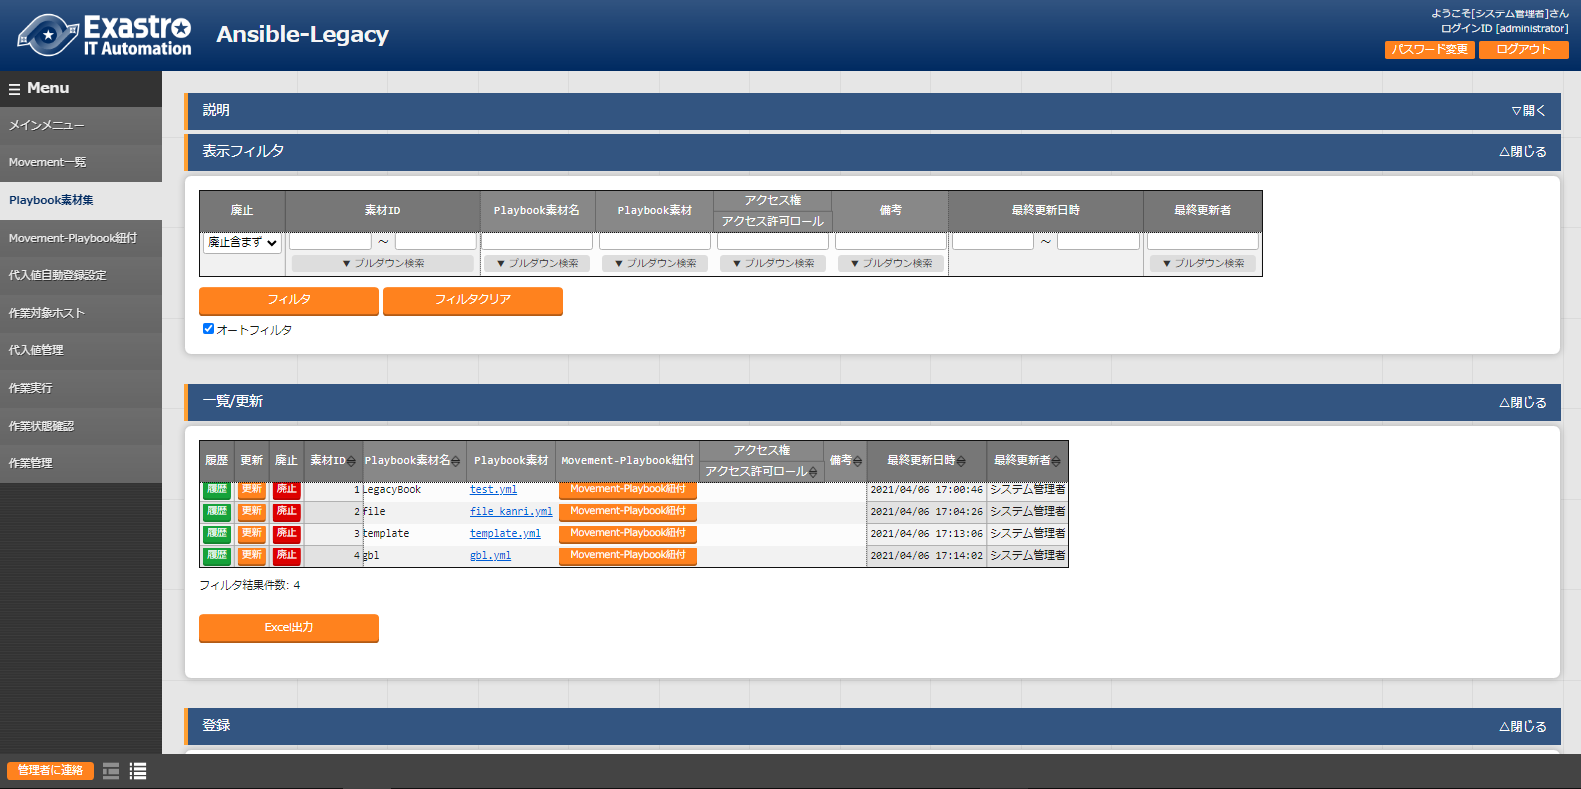 Exastro
IT Automation
Ansible-Legacy
ようこそ[システム管理者]さん
ログインID [administrator]
パスワード変更 ログアウト
Menu
メインメニュー
Movement一覧
Playbook素材集
Movement-Playbook紐付
代入値自動登録設定
作業対象ホスト
代入値管理
作業実行
作業状態確認
作業管理
説明 ▽開く
表示フィルタ △閉じる
廃止 素材ID Playbook素材名 Playbook素材 アクセス権 備考 最終更新日時 最終更新者
アクセス許可ロール
廃止含まず ～ ～
▼ プルダウン検索 ▼ プルダウン検索 ▼ プルダウン検索 ▼ プルダウン検索 ▼ プルダウン検索 ▼ プルダウン検索
フィルタ フィルタクリア
オートフィルタ
一覧/更新 △閉じる
履歴 更新 廃止 素材ID Playbook素材名 Playbook素材 Movement-Playbook紐付 アクセス権 備考 最終更新日時 最終更新者
アクセス許可ロール
履歴 更新 廃止 1 LegacyBook test.yml Movement-Playbook紐付 2021/04/06 17:00:46 システム管理者
履歴 更新 廃止 2 file file_kanri.yml Movement-Playbook紐付 2021/04/06 17:04:26 システム管理者
履歴 更新 廃止 3 template template.yml Movement-Playbook紐付 2021/04/06 17:13:06 システム管理者
履歴 更新 廃止 4 gbl gbl.yml Movement-Playbook紐付 2021/04/06 17:14:02 システム管理者
フィルタ結果件数: 4
Excel出力
登録 △閉じる
管理者に連絡